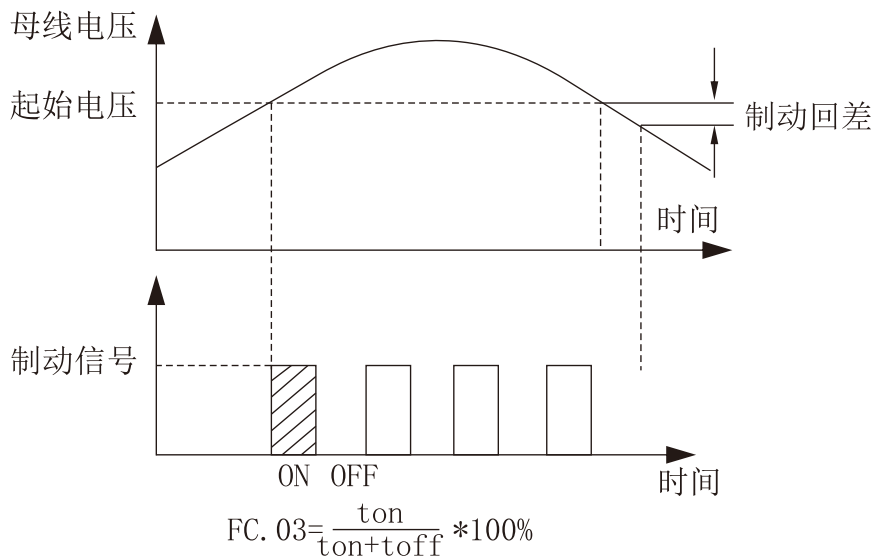 母线电压
起始电压
制动回差
时间
制动信号
ON OFF
时间
FC.03=ton/ton+toff*100%